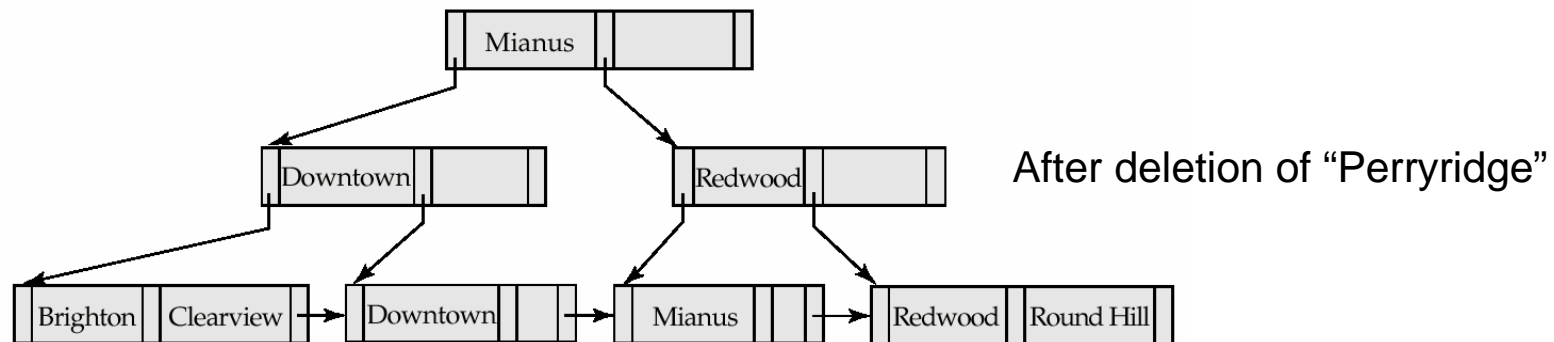 Mianus
Downtown
Redwood
After deletion of “Perryridge”
Brighton Clearview Downtown Mianus Redwood Round Hill